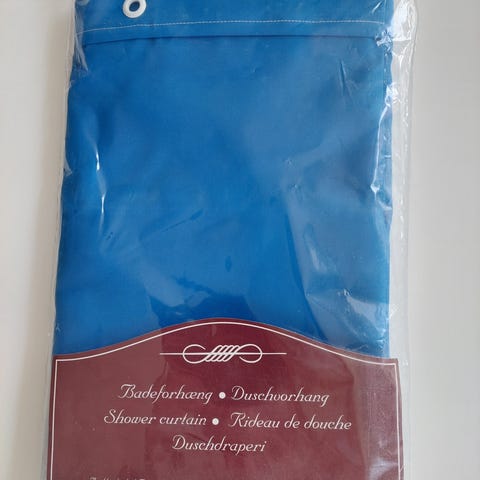 Badeforhæng • Duschvorhang
Shower curtain • Rideau de douche
Duschdraperi